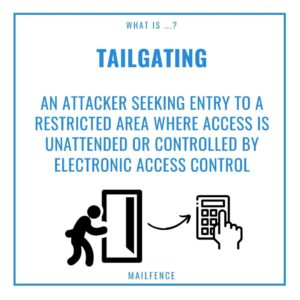 WHAT IS ...?
TAILGATING
AN ATTACKER SEEKING ENTRY TO A
RESTRICTED AREA WHERE ACCESS IS
UNATTENDED OR CONTROLLED BY
ELECTRONIC ACCESS CONTROL
MAILFENCE